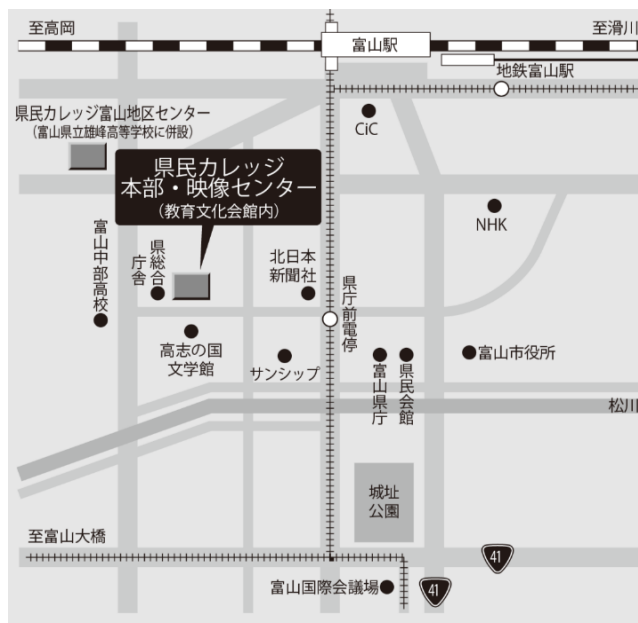 至高岡
富山駅
至滑川
地鉄富山駅
県民カレッジ富山地区センター
（富山県立雄峰高等学校に併設）
CiC
県民カレッジ
本部・映像センター
（教育文化会館内）
NHK
富山中部高校
県総合
庁舎
北日本
新聞社
県庁前電停
高志の国
文学館
サンシップ
富山県庁
県民会館
富山市役所
松川
城址
公園
至富山大橋
41
富山国際会議場
41